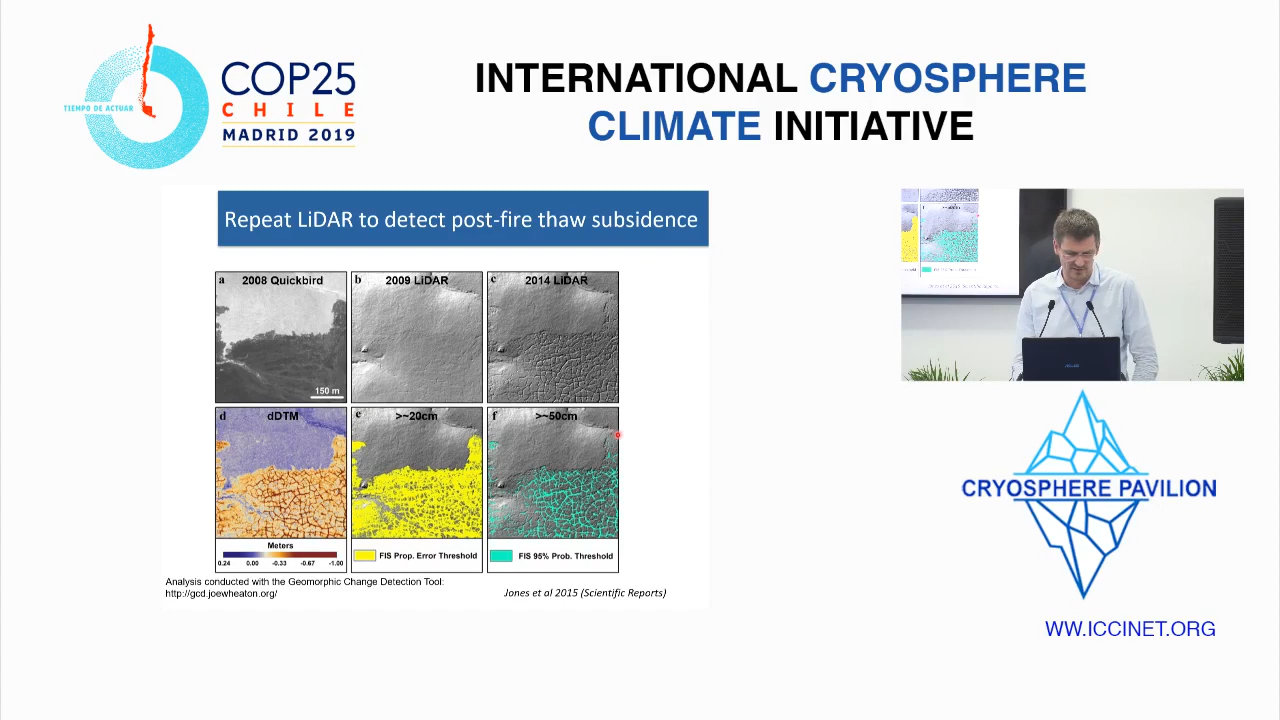 TIEMPO DE ACTUAR
COP25
CHILE
MADRID 2019
INTERNATIONAL CRYOSPHERE
CLIMATE INITIATIVE
Repeat LiDAR to detect post-fire thaw subsidence
a 2008 Quickbird
150 m
b 2009 LiDAR
c 2014 LiDAR
d dDTM
e >~20cm
f >~50cm
Meters
0.24 0.00 -0.33 -0.67 -1.00
FIS Prop. Error Threshold
FIS 95% Prob. Threshold
Analysis conducted with the Geomorphic Change Detection Tool:
http://gcd.joewheaton.org/
Jones et al 2015 (Scientific Reports)
CRYOSPHERE PAVILION
WW.ICCINET.ORG